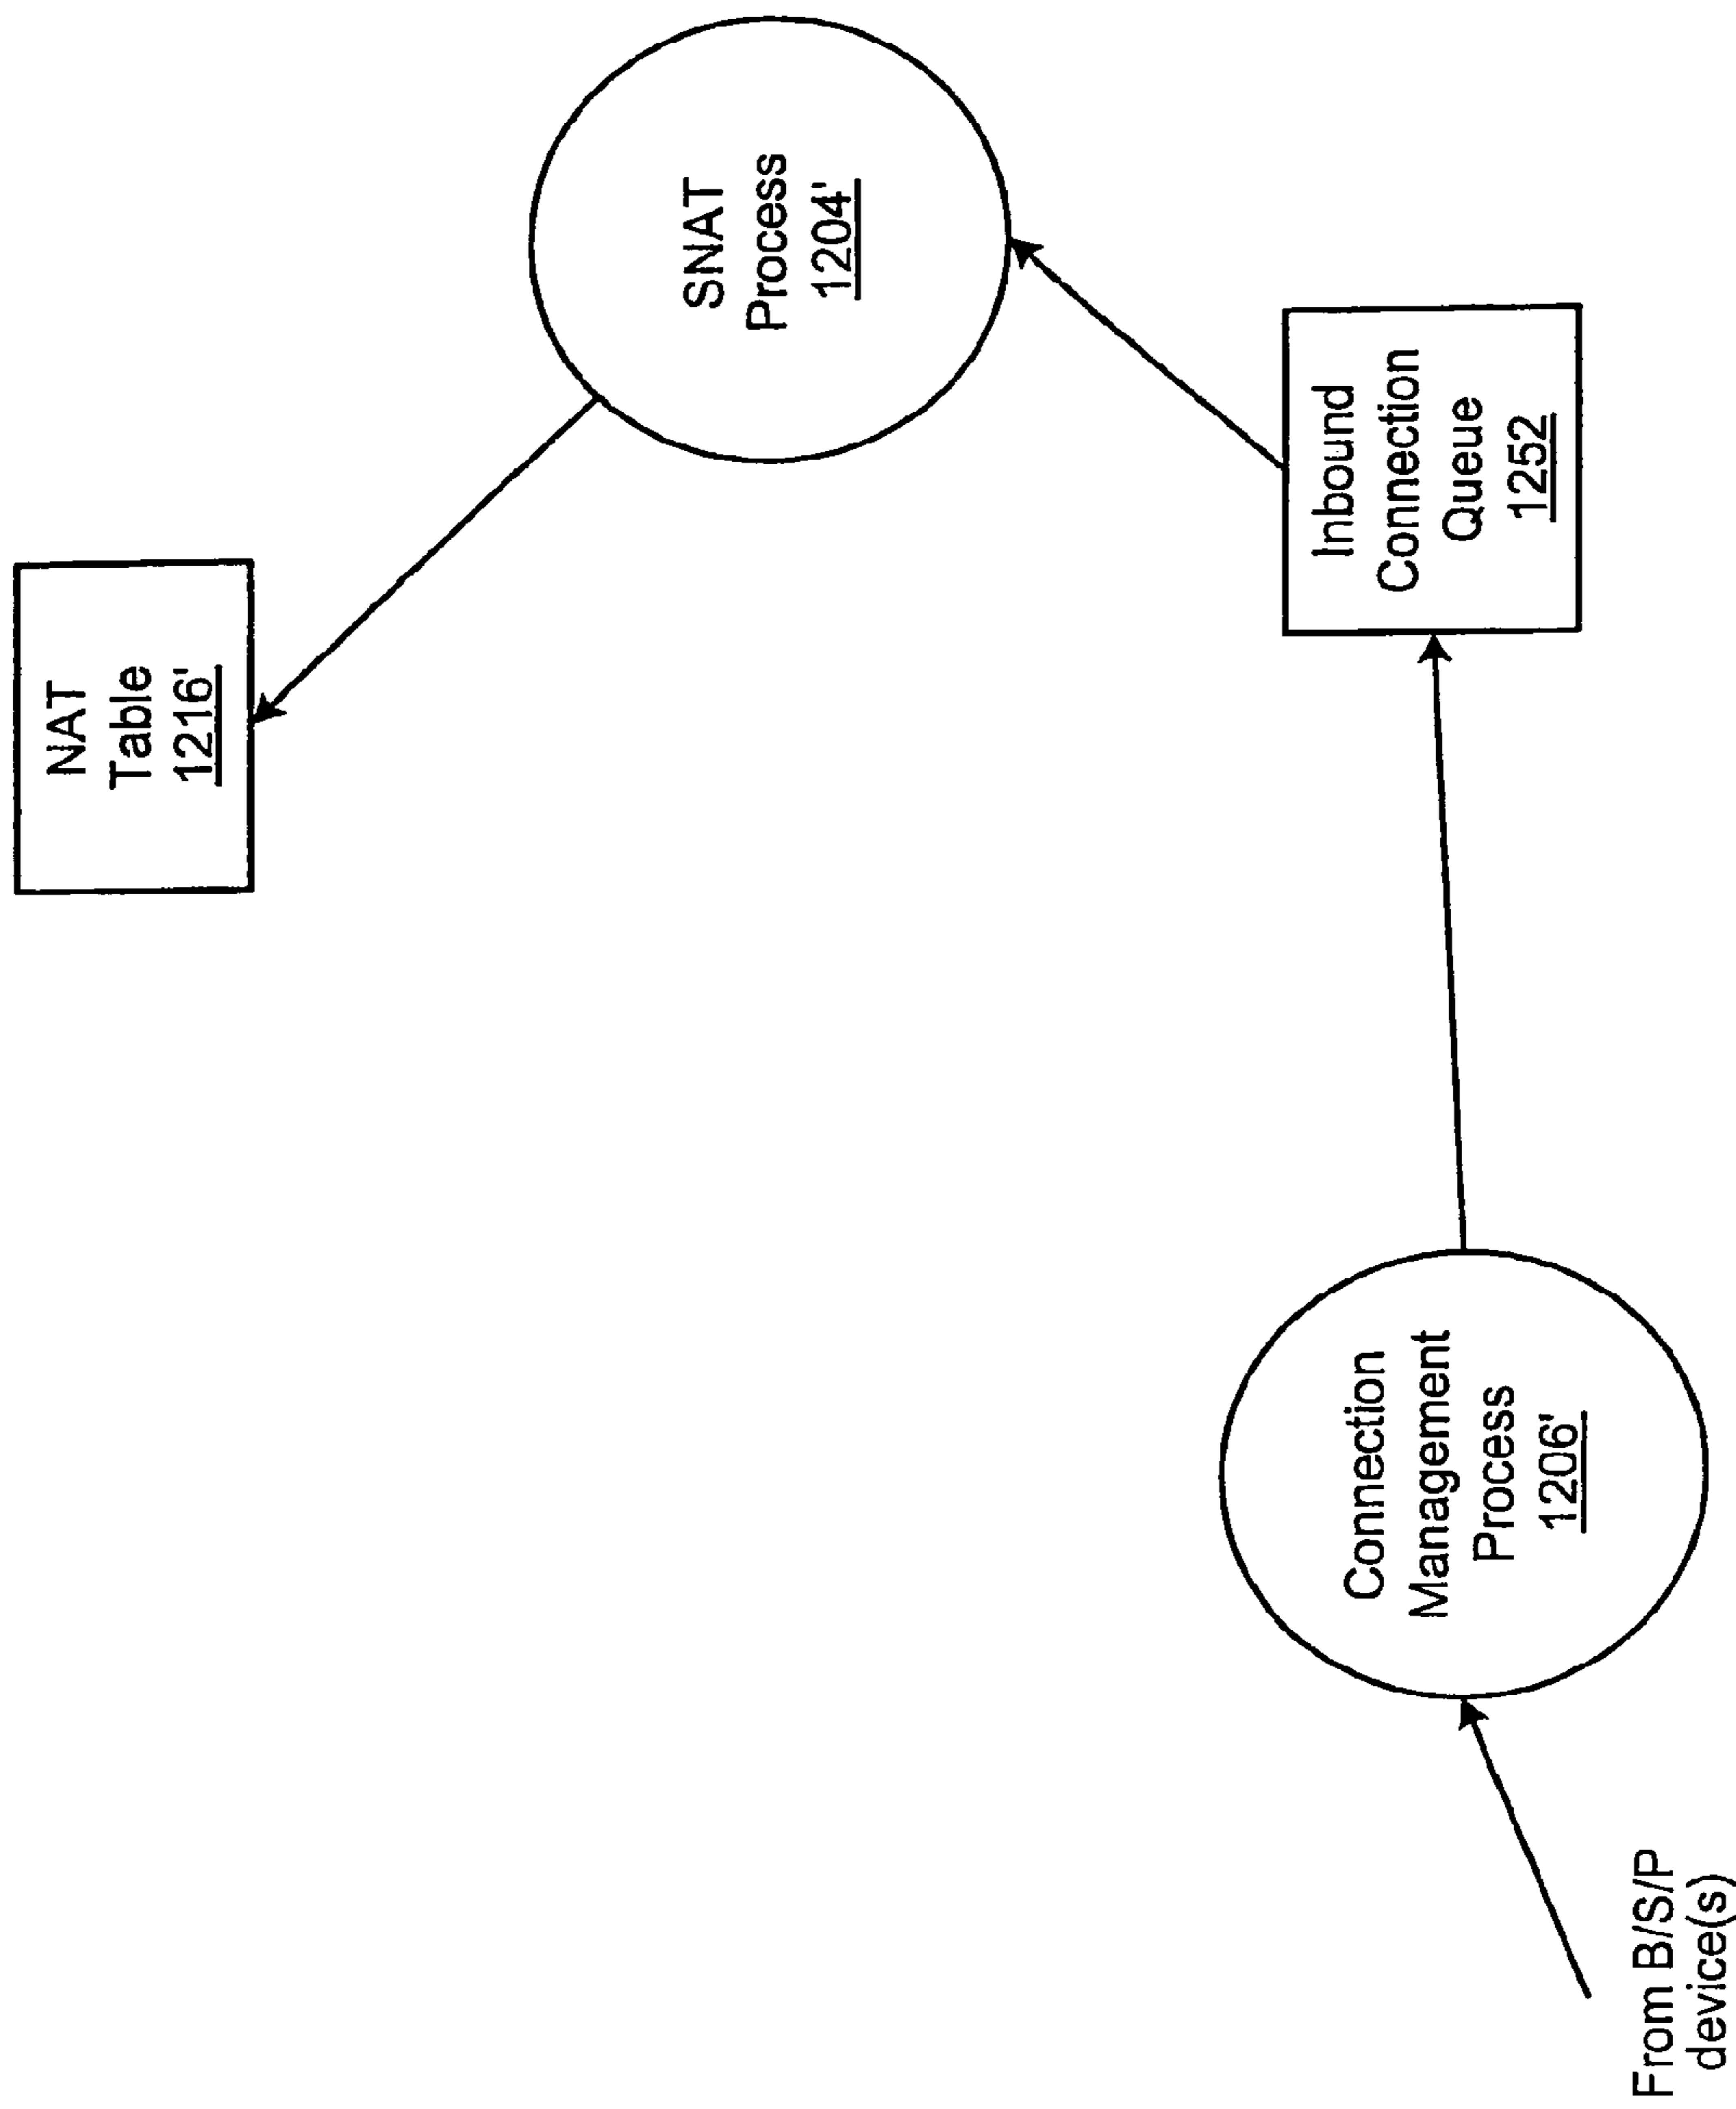 NAT
Table
1216'
SNAT
Process
1204'
Inbound
Connection
Queue
1252
Connection
Management
Process
1206'
From B/S/P
device(s)